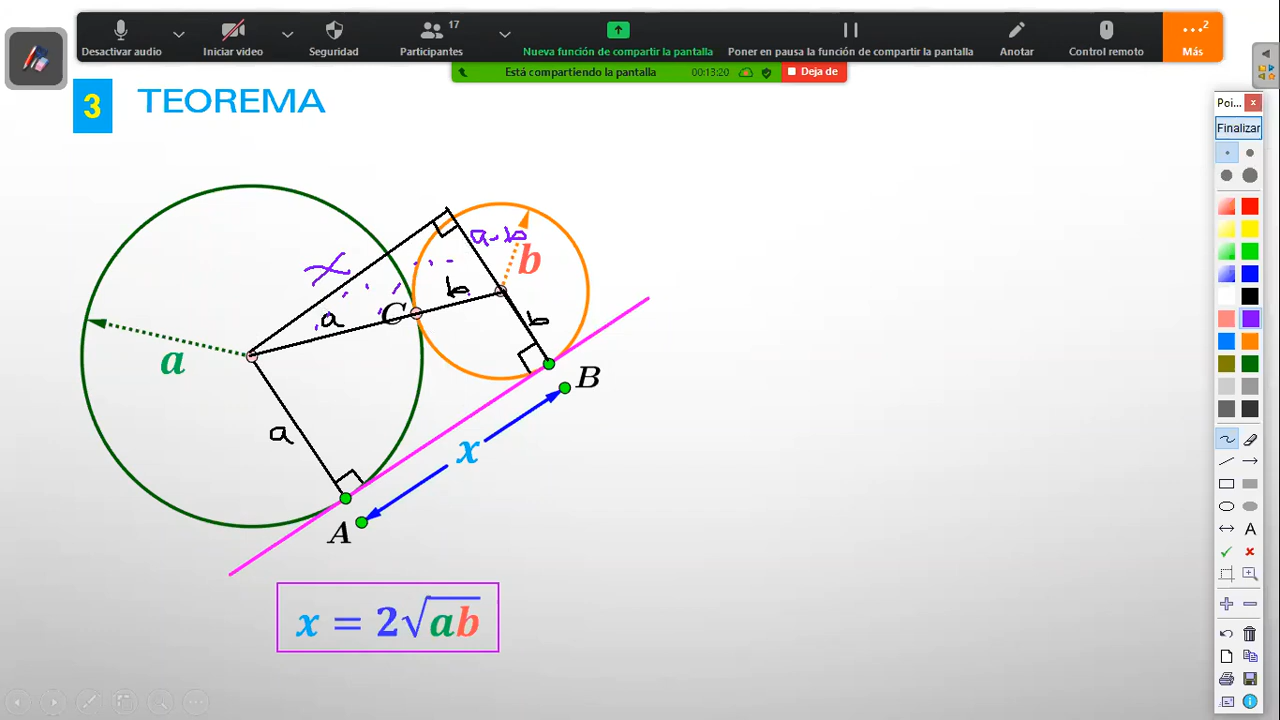 17
2
Desactivar audio
Iniciar video
Seguridad
Participantes
Nueva función de compartir la pantalla
Poner en pausa la función de compartir la pantalla
Anotar
Control remoto
Más
Está compartiendo la pantalla
00:13:20
Deja de
Poi...
Finalizar
3 TEOREMA
a-b
b
x
b
a
C
b
a
B
a
x
A
x = 2√ab
A